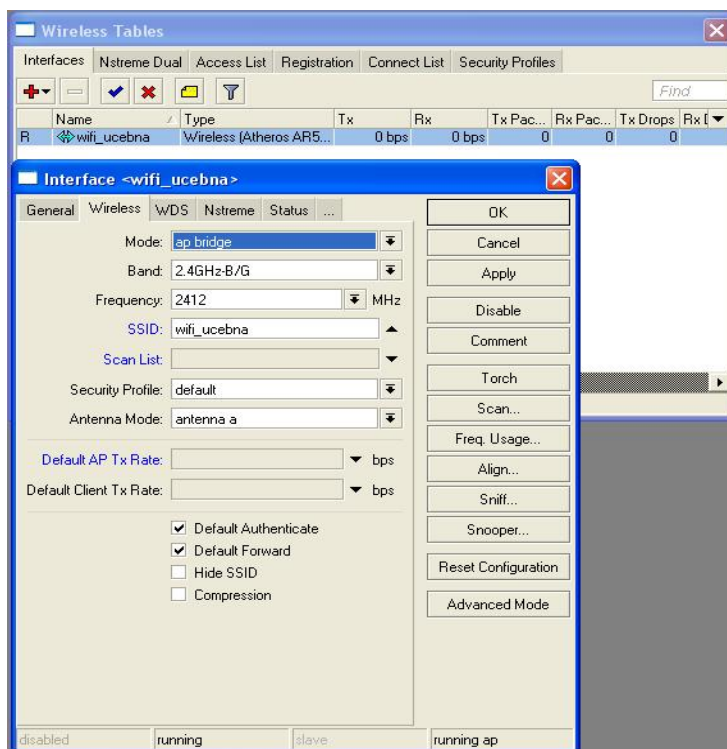 Wireless Tables
Interfaces Nstreme Dual Access List Registration Connect List Security Profiles
Find
Name Type Tx Rx Tx Pac... Rx Pac... Tx Drops Rx D
R wifi_ucebna Wireless (Atheros AR5... 0 bps 0 bps 0 0 0
Interface <wifi_ucebna>
General Wireless WDS Nstreme Status ...
Mode: ap bridge
Band: 2.4GHz-B/G
Frequency: 2412 MHz
SSID: wifi_ucebna
Scan List:
Security Profile: default
Antenna Mode: antenna a
Default AP Tx Rate: bps
Default Client Tx Rate: bps
Default Authenticate
Default Forward
Hide SSID
Compression
OK
Cancel
Apply
Disable
Comment
Torch
Scan...
Freq. Usage...
Align...
Sniff...
Snooper...
Reset Configuration
Advanced Mode
disabled running slave running ap